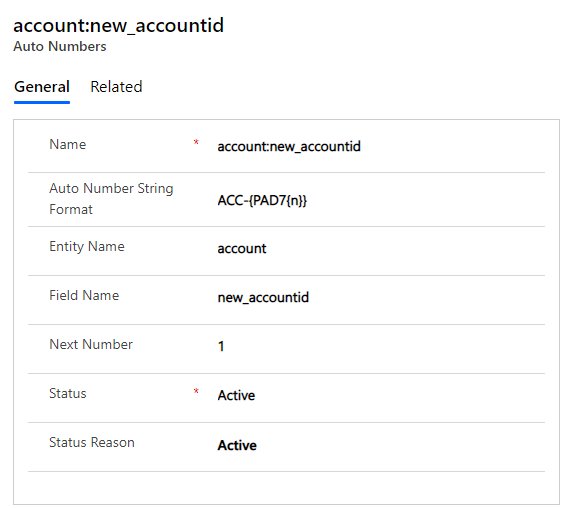 account:new_accountid
Auto Numbers
General Related
Name * account:new_accountid
Auto Number String
Format
ACC-{PAD7{n}}
Entity Name account
Field Name new_accountid
Next Number 1
Status * Active
Status Reason Active